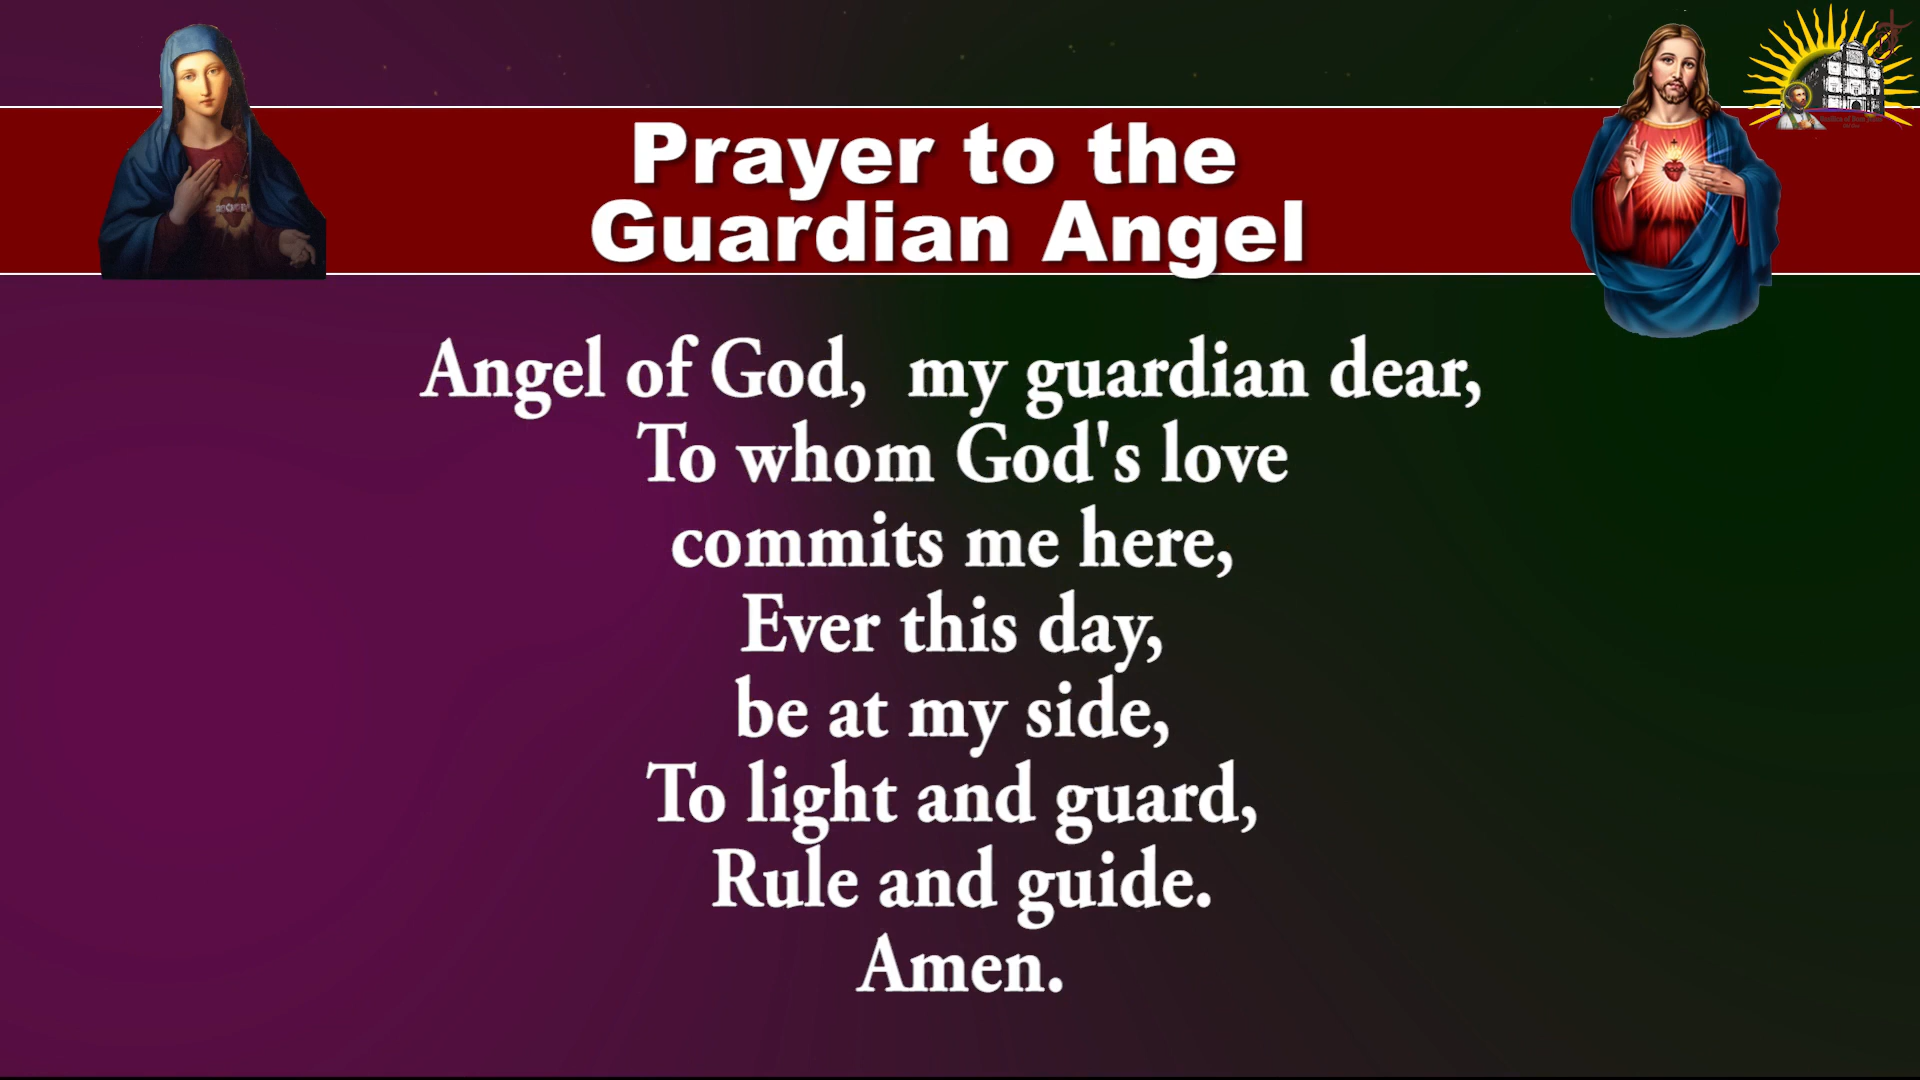 Prayer to the
Guardian Angel
Angel of God, my guardian dear,
To whom God's love
commits me here,
Ever this day,
be at my side,
To light and guard,
Rule and guide.
Amen.